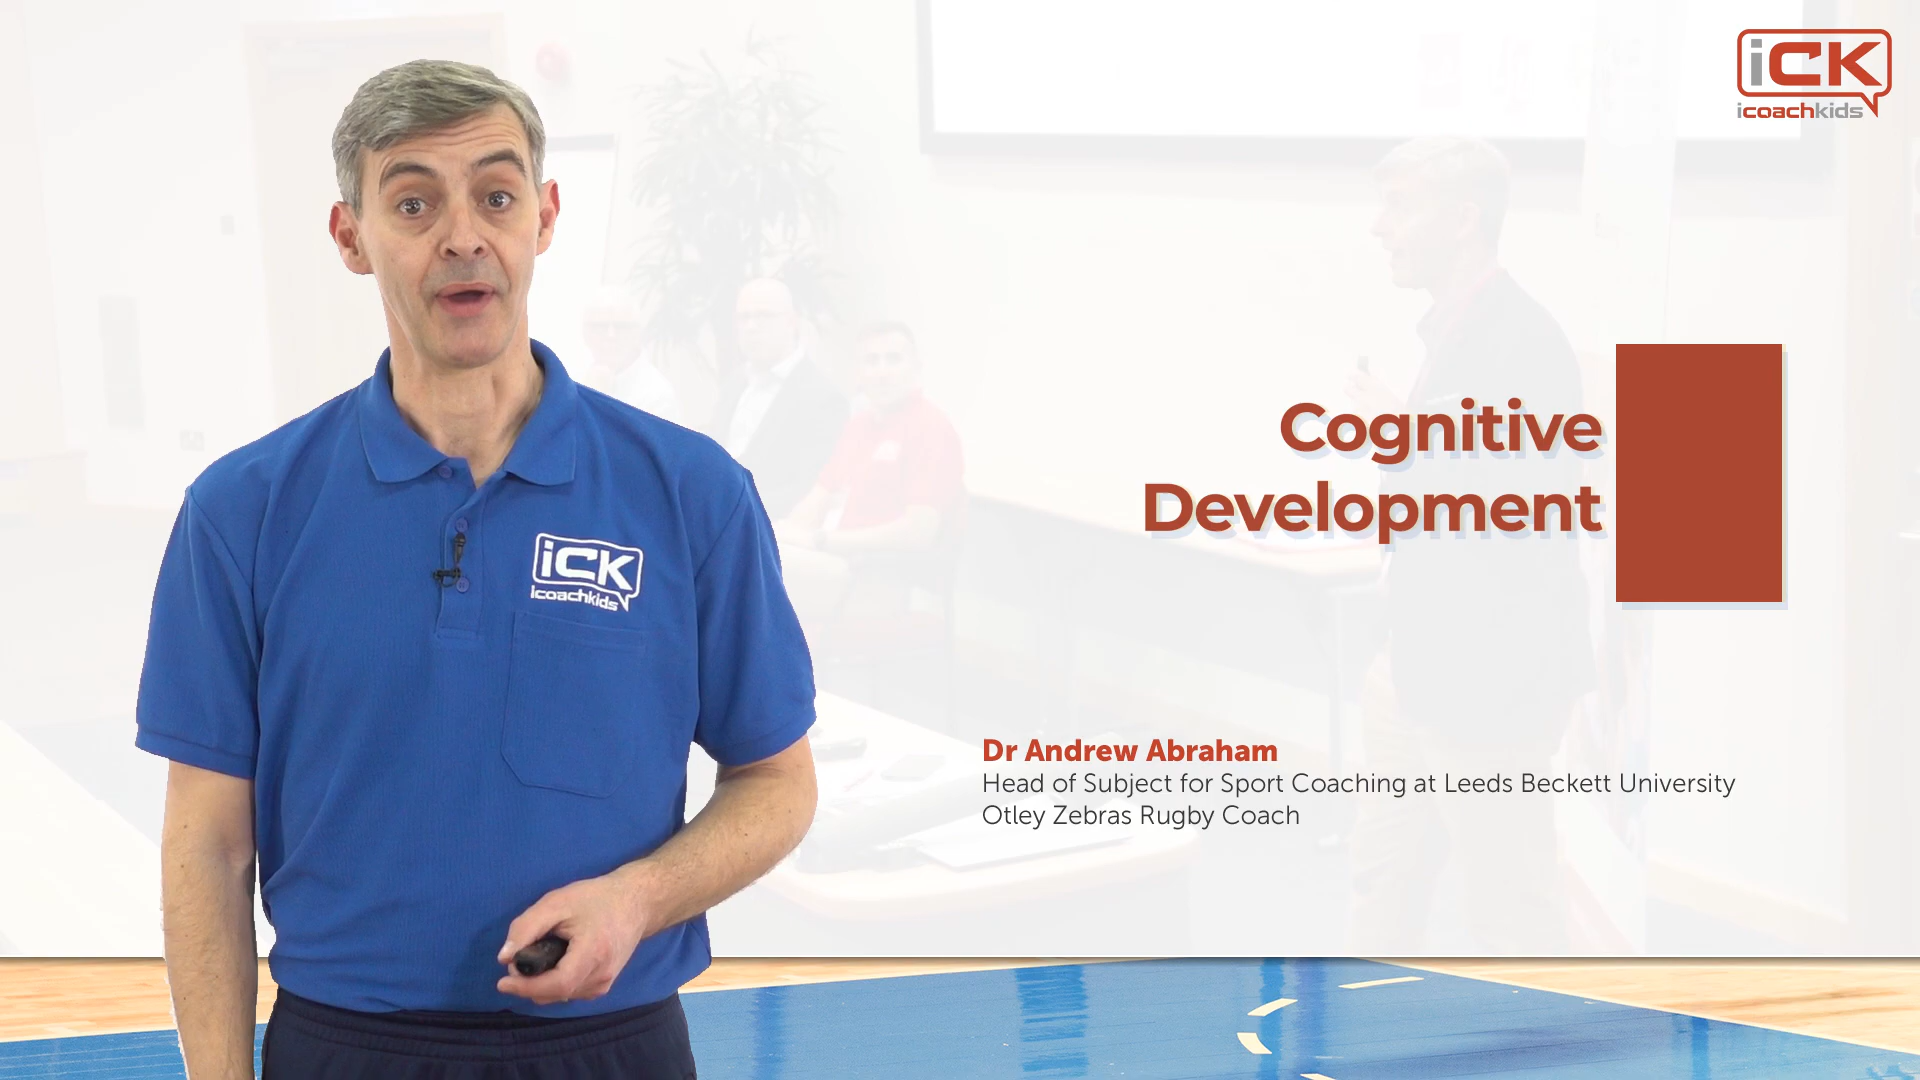 iCK
icoachkids
Cognitive
Development
iCK
icoachkids
Dr Andrew Abraham
Head of Subject for Sport Coaching at Leeds Beckett University
Otley Zebras Rugby Coach